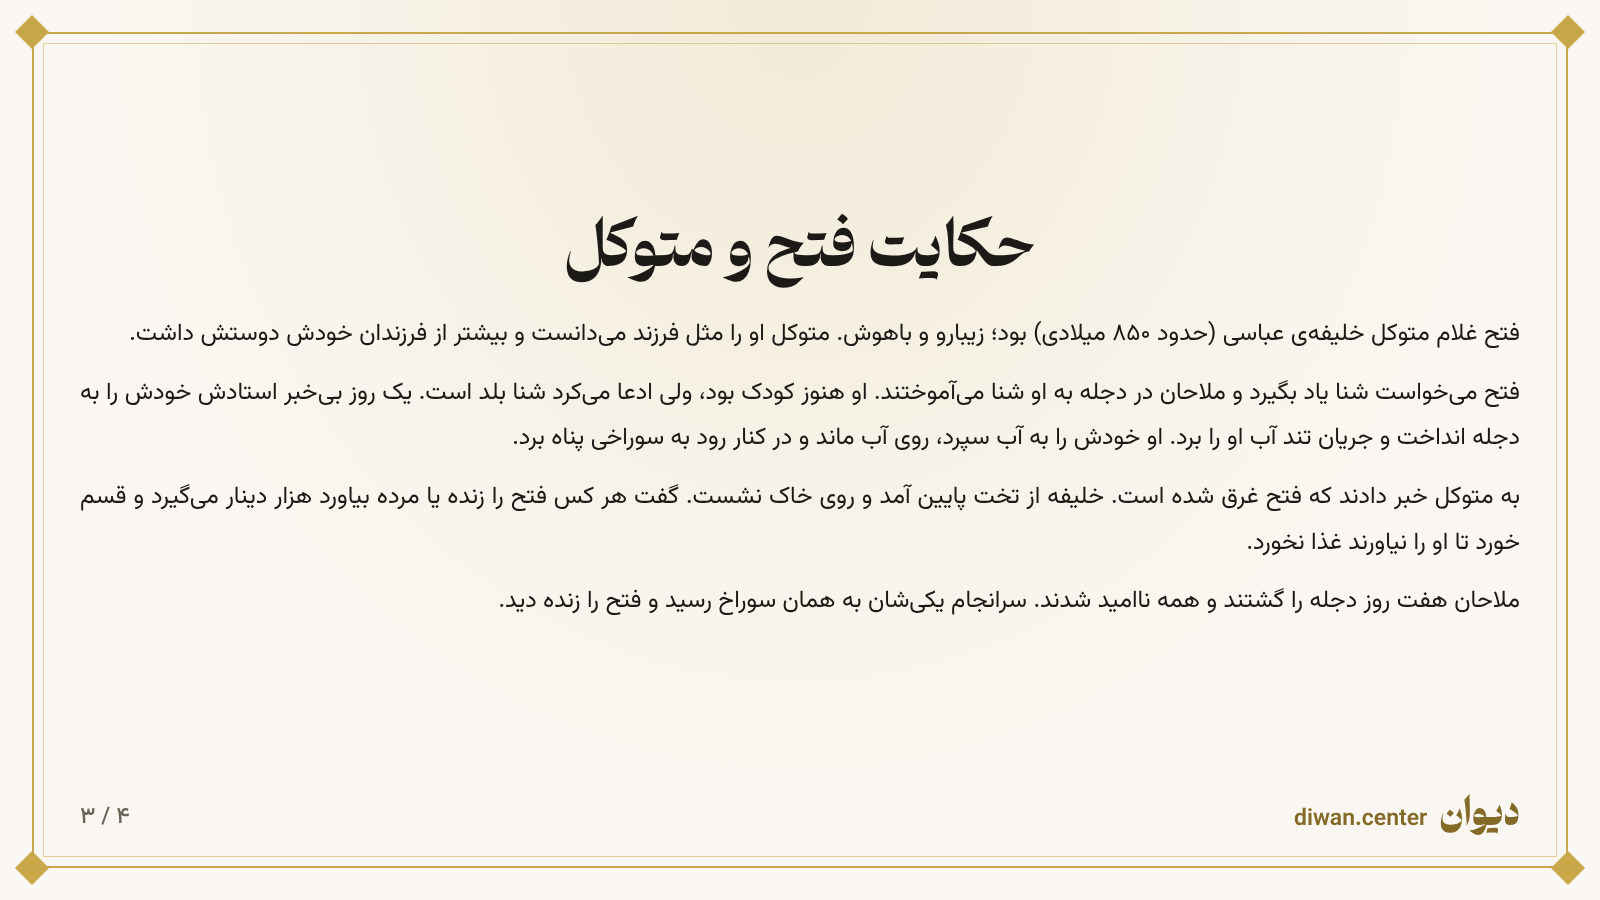 حکایت فتح و متوکل
فتح غلام متوکل خلیفه‌ی عباسی (حدود ۸۵۰ میلادی) بود؛ زیبارو و باهوش. متوکل او را مثل فرزند می‌دانست و بیشتر از فرزندان خودش دوستش داشت.
فتح می‌خواست شنا یاد بگیرد و ملاحان در دجله به او شنا می‌آموختند. او هنوز کودک بود، ولی ادعا می‌کرد شنا بلد است. یک روز بی‌خبر استادش خودش را به
دجله انداخت و جریان تند آب او را برد. او خودش را به آب سپرد، روی آب ماند و در کنار رود به سوراخی پناه برد.
به متوکل خبر دادند که فتح غرق شده است. خلیفه از تخت پایین آمد و روی خاک نشست. گفت هر کس فتح را زنده یا مرده بیاورد هزار دینار می‌گیرد و قسم
خورد تا او را نیاورند غذا نخورد.
ملاحان هفت روز دجله را گشتند و همه ناامید شدند. سرانجام یکی‌شان به همان سوراخ رسید و فتح را زنده دید.
دیوان diwan.center
۳ / ۴